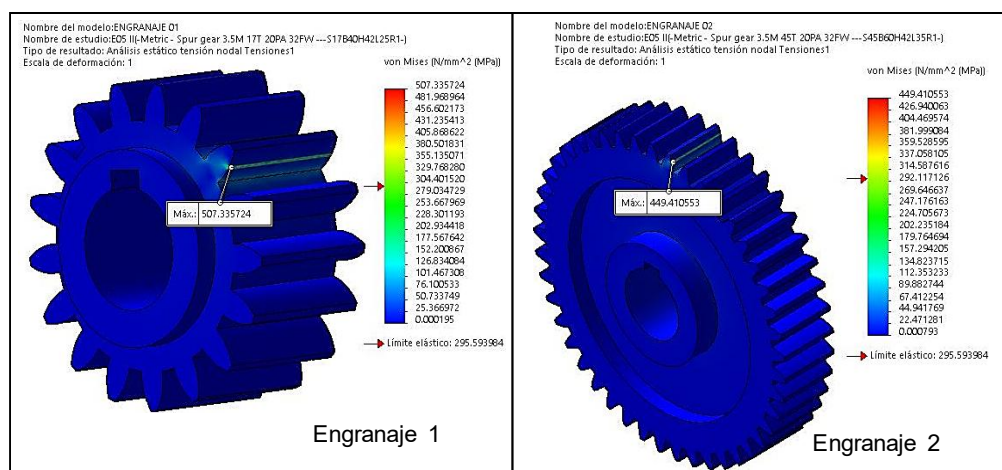 Nombre del modelo:ENGRANAJE 01
Nombre de estudio:E05 II(-Metric - Spur gear 3.5M 17T 20PA 32FW ---S17B40H42L25R1-)
Tipo de resultado: Análisis estático tensión nodal Tensiones1
Escala de deformación: 1
von Mises (N/mm^2 (MPa))
507.335724
481.968964
456.602173
431.235413
405.868622
380.501831
355.135071
329.768280
304.401520
279.034729
253.667969
228.301193
202.934418
177.567642
152.200867
126.834084
101.467308
76.100533
50.733749
25.366972
0.000195
Máx.: 507.335724
Límite elástico: 295.593984
Engranaje 1
Nombre del modelo:ENGRANAJE 02
Nombre de estudio:E05 II(-Metric - Spur gear 3.5M 45T 20PA 32FW ---S45B60H42L35R1-)
Tipo de resultado: Análisis estático tensión nodal Tensiones1
Escala de deformación: 1
von Mises (N/mm^2 (MPa))
449.410553
426.940063
404.469574
381.999084
359.528595
337.058105
314.587616
292.117126
269.646637
247.176163
224.705673
202.235184
179.764694
157.294205
134.823715
112.353233
89.882744
67.412254
44.941769
22.471281
0.000793
Máx.: 449.410553
Límite elástico: 295.593984
Engranaje 2